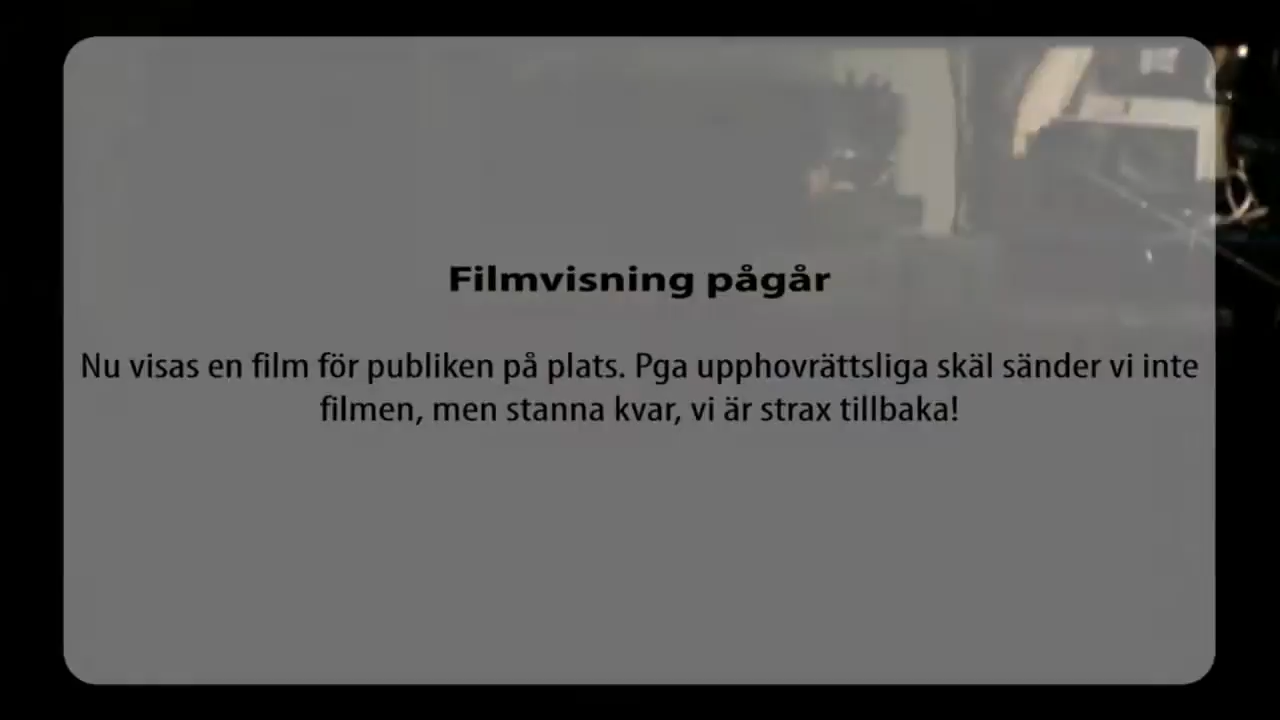 Filmvisning pågår
Nu visas en film för publiken på plats. Pga upphovrättsliga skäl sänder vi inte
filmen, men stanna kvar, vi är strax tillbaka!